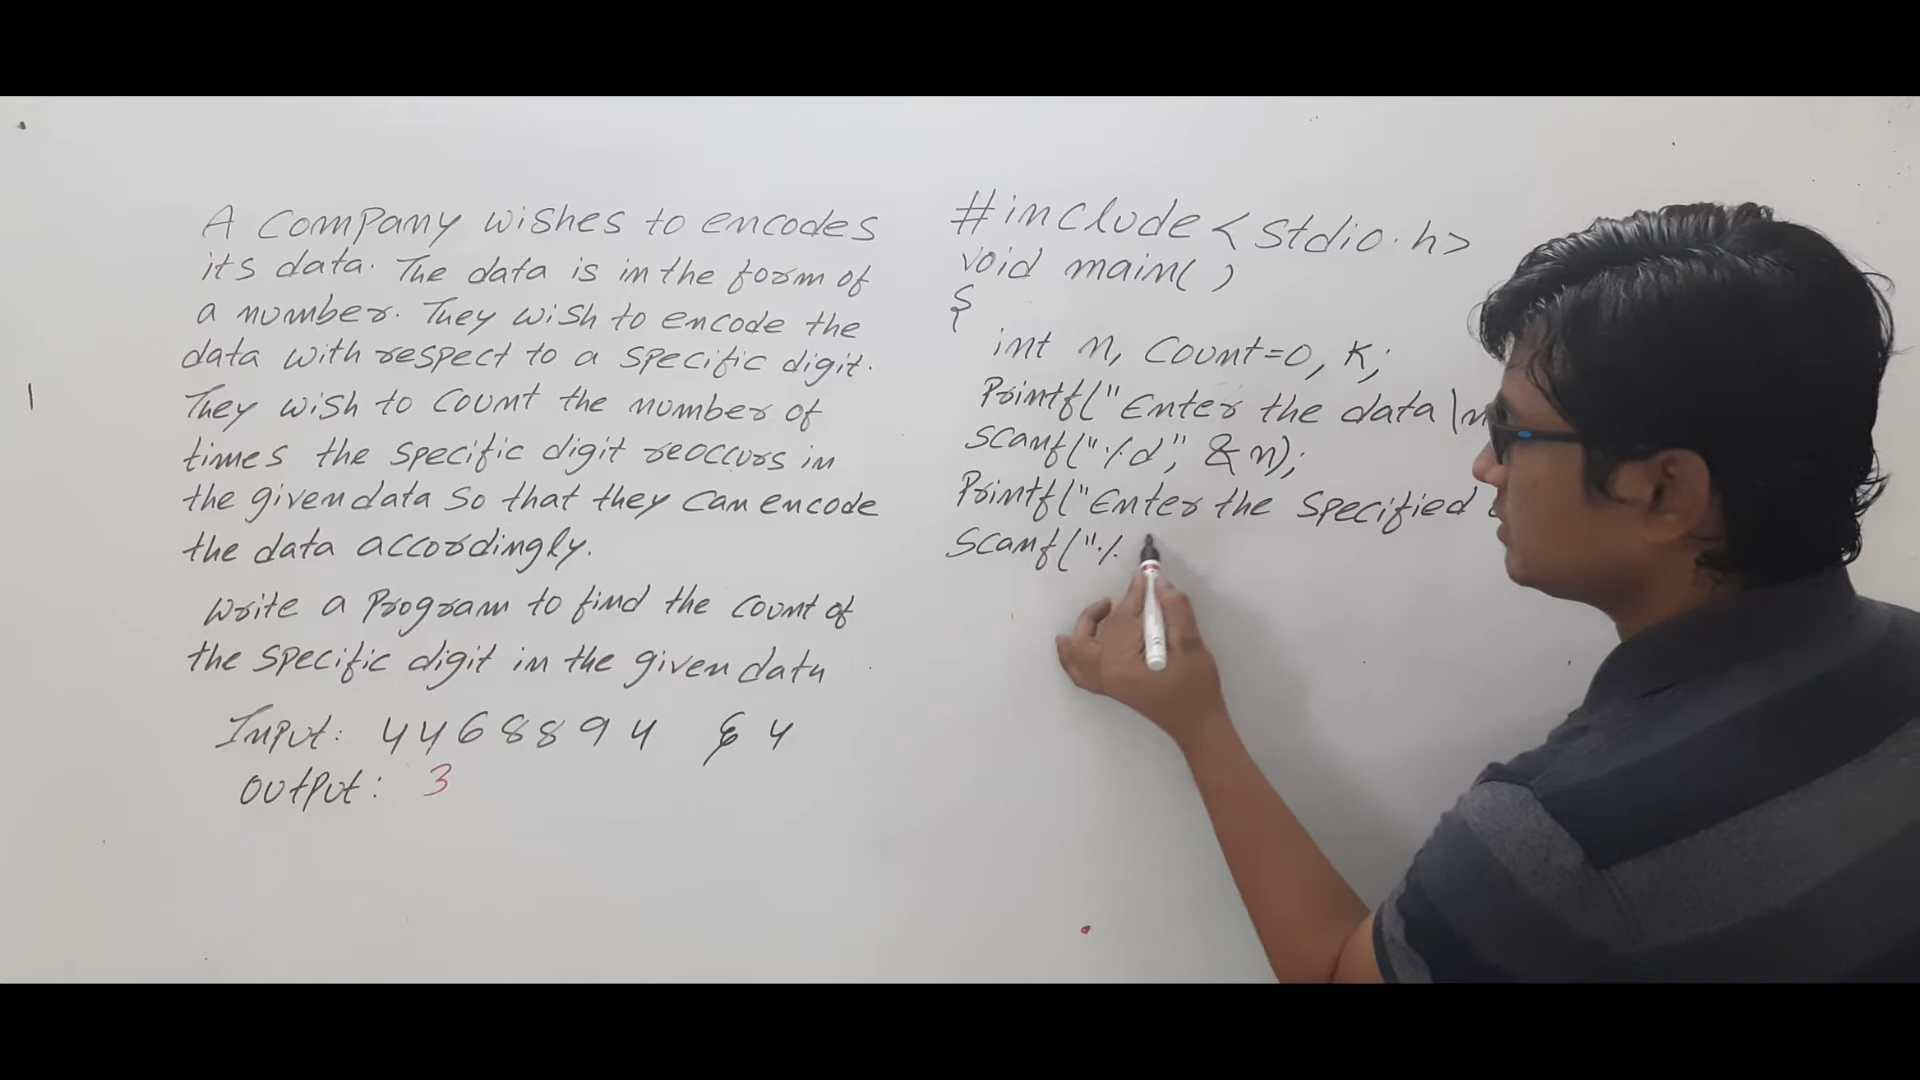 A Company wishes to encodes
its data. The data is in the form of
a number. They wish to encode the
data with respect to a specific digit.
They wish to count the number of
times the specific digit reoccurs in
the given data so that they can encode
the data accordingly.
Write a Program to find the count of
the specific digit in the given data
Input: 4468894 & 4
Output: 3
#include<stdio.h>
void main( )
{
int n, Count=0, K;
Printf("Enter the data \n
scanf("%d", &n);
Printf("Enter the specified
Scanf("%